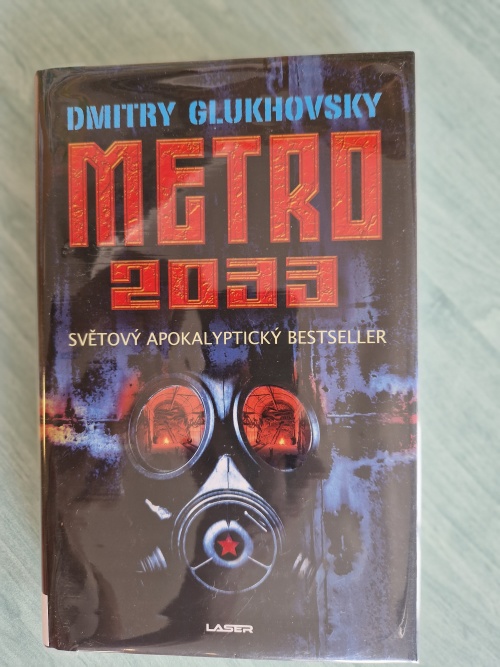 DMITRY GLUKHOVSKY
METRO
2033
SVĚTOVÝ APOKALYPTICKÝ BESTSELLER
LASER